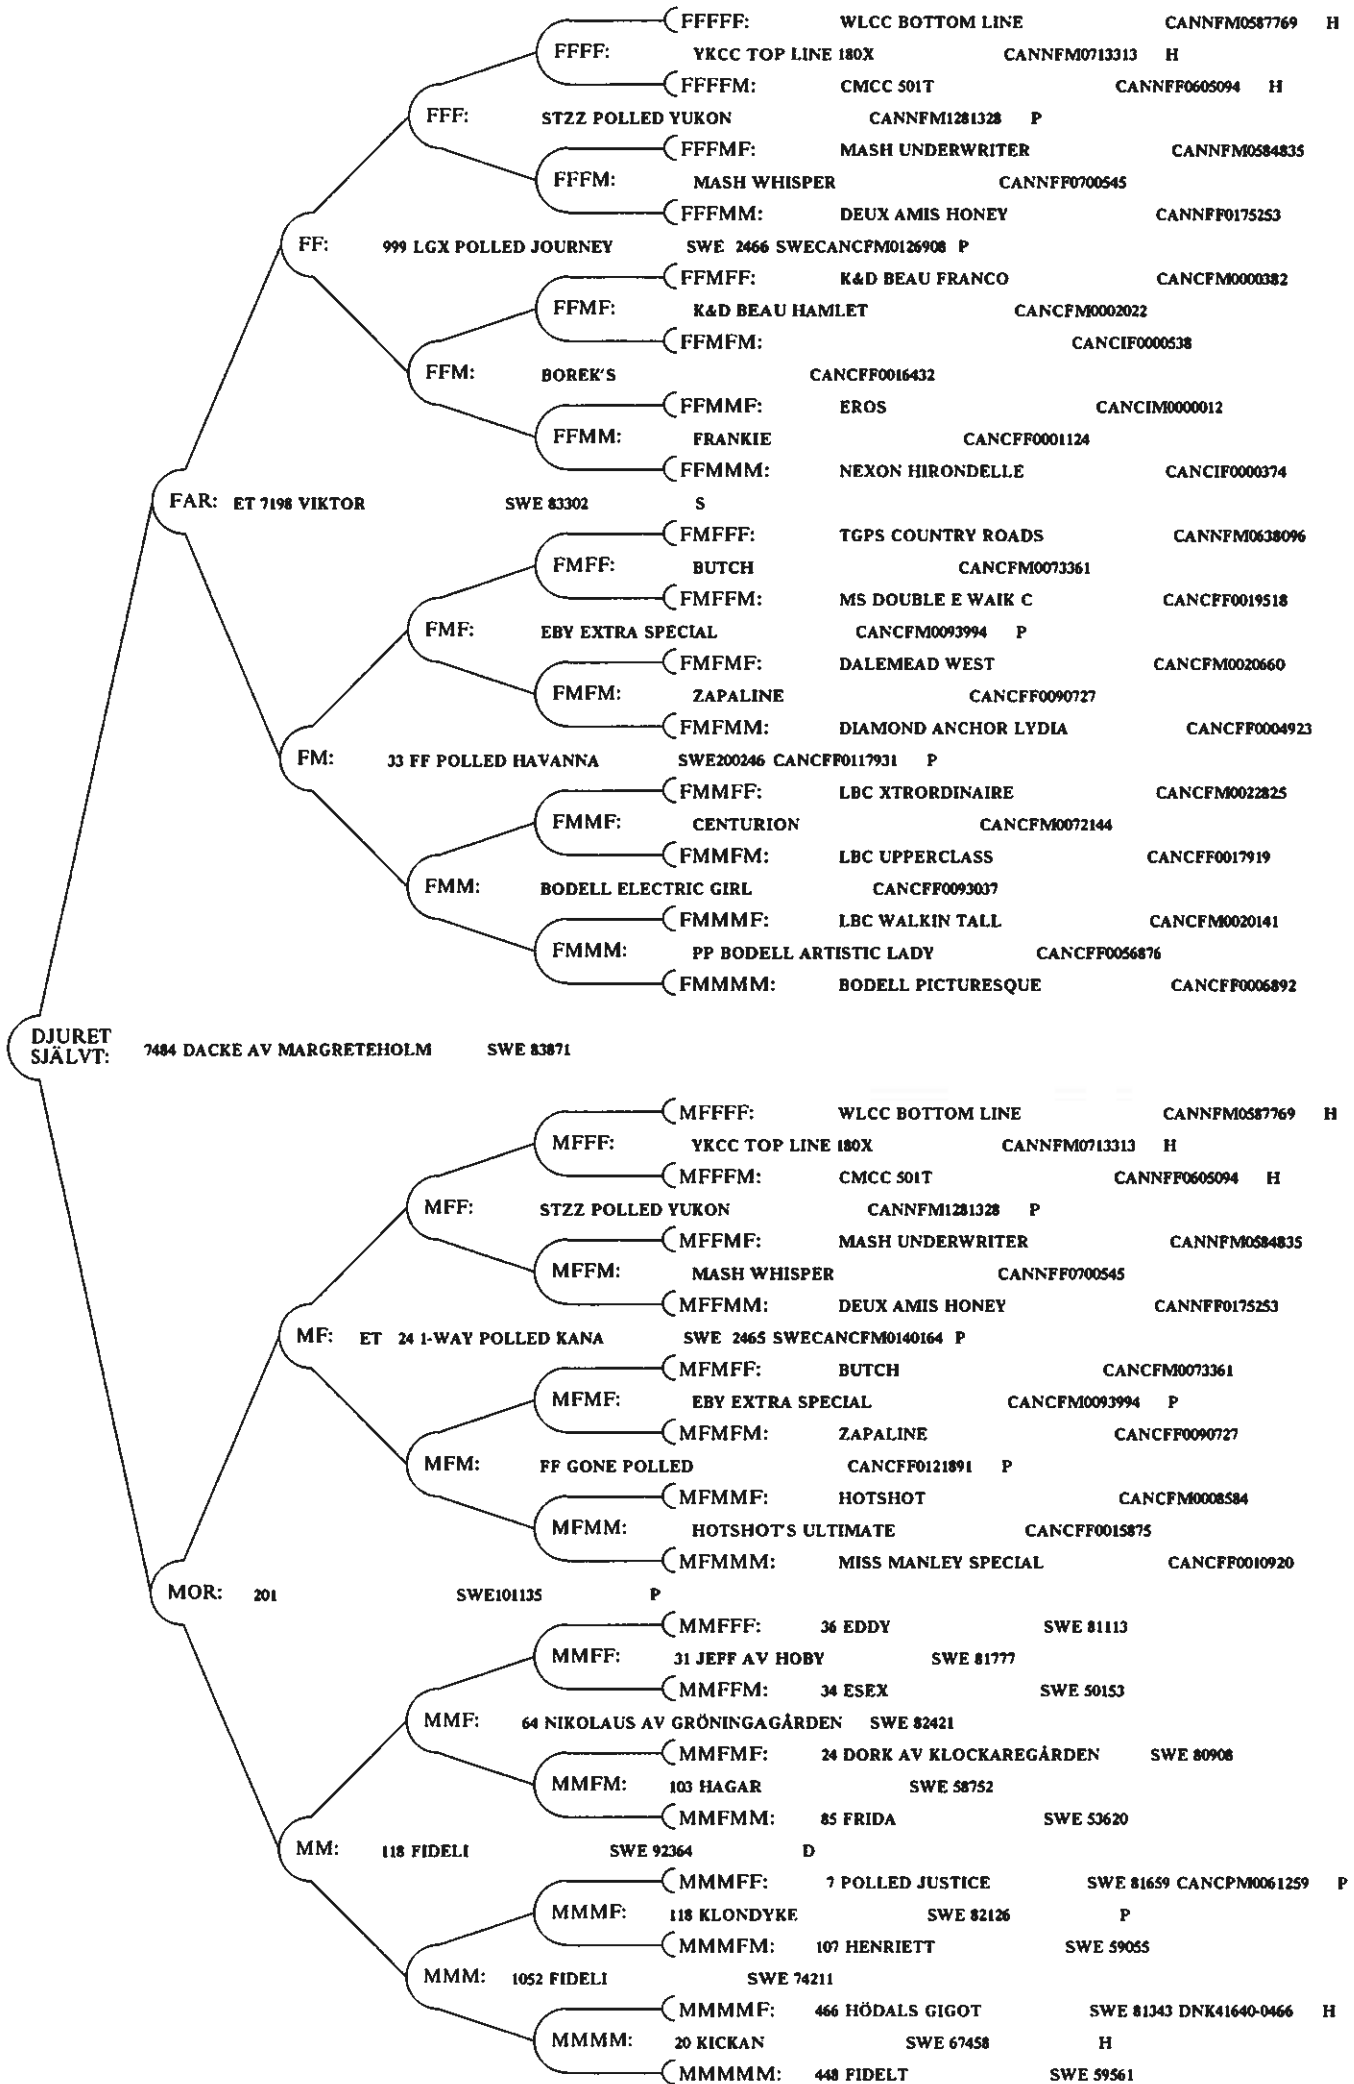 FFFFF: WLCC BOTTOM LINE CANNFM0587769 H
FFFF: YKCC TOP LINE 180X CANNFM0713313 H
FFFFM: CMCC 501T CANNFF0605094 H
FFF: STZZ POLLED YUKON CANNFM1281328 P
FFFMF: MASH UNDERWRITER CANNFM0584835
FFFM: MASH WHISPER CANNFF0700545
FFFMM: DEUX AMIS HONEY CANNFF0175253
FF: 999 LGX POLLED JOURNEY SWE 2466 SWECANCFM0126908 P
FFMFF: K&D BEAU FRANCO CANCFM0000382
FFMF: K&D BEAU HAMLET CANCFM0002022
FFMFM: CANCIF0000538
FFM: BOREK'S CANCFF0016432
FFMMF: EROS CANCIM0000012
FFMM: FRANKIE CANCFF0001124
FFMMM: NEXON HIRONDELLE CANCIF0000374
FAR: ET 7198 VIKTOR SWE 83302 S
FMFFF: TGPS COUNTRY ROADS CANNFM0638096
FMFF: BUTCH CANCFM0073361
FMFFM: MS DOUBLE E WAIK C CANCFF0019518
FMF: EBY EXTRA SPECIAL CANCFM0093994 P
FMFMF: DALEMEAD WEST CANCFM0020660
FMFM: ZAPALINE CANCFF0090727
FMFMM: DIAMOND ANCHOR LYDIA CANCFF0004923
FM: 33 FF POLLED HAVANNA SWE200246 CANCFF0117931 P
FMMFF: LBC XTRORDINAIRE CANCFM0022825
FMMF: CENTURION CANCFM0072144
FMMFM: LBC UPPERCLASS CANCFF0017919
FMM: BODELL ELECTRIC GIRL CANCFF0093037
FMMMF: LBC WALKIN TALL CANCFM0020141
FMMM: PP BODELL ARTISTIC LADY CANCFF0056876
FMMMM: BODELL PICTURESQUE CANCFF0006892
DJURET
SJÄLVT: 7484 DACKE AV MARGRETEHOLM SWE 83871
MFFFF: WLCC BOTTOM LINE CANNFM0587769 H
MFFF: YKCC TOP LINE 180X CANNFM0713313 H
MFFFM: CMCC 501T CANNFF0605094 H
MFF: STZZ POLLED YUKON CANNFM1281328 P
MFFMF: MASH UNDERWRITER CANNFM0584835
MFFM: MASH WHISPER CANNFF0700545
MFFMM: DEUX AMIS HONEY CANNFF0175253
MF: ET 24 1-WAY POLLED KANA SWE 2465 SWECANCFM0140164 P
MFMFF: BUTCH CANCFM0073361
MFMF: EBY EXTRA SPECIAL CANCFM0093994 P
MFMFM: ZAPALINE CANCFF0090727
MFM: FF GONE POLLED CANCFF0121891 P
MFMMF: HOTSHOT CANCFM0008584
MFMM: HOTSHOT'S ULTIMATE CANCFF0015875
MFMMM: MISS MANLEY SPECIAL CANCFF0010920
MOR: 201 SWE101135 P
MMFFF: 36 EDDY SWE 81113
MMFF: 31 JEFF AV HOBY SWE 81777
MMFFM: 34 ESEX SWE 50153
MMF: 64 NIKOLAUS AV GRÖNINGAGÅRDEN SWE 82421
MMFMF: 24 DORK AV KLOCKAREGÅRDEN SWE 80908
MMFM: 103 HAGAR SWE 58752
MMFMM: 85 FRIDA SWE 53620
MM: 118 FIDELI SWE 92364 D
MMMFF: 7 POLLED JUSTICE SWE 81659 CANCPM0061259 P
MMMF: 118 KLONDYKE SWE 82126 P
MMMFM: 107 HENRIETT SWE 59055
MMM: 1052 FIDELI SWE 74211
MMMMF: 466 HÖDALS GIGOT SWE 81343 DNK41640-0466 H
MMMM: 20 KICKAN SWE 67458 H
MMMMM: 448 FIDELT SWE 59561